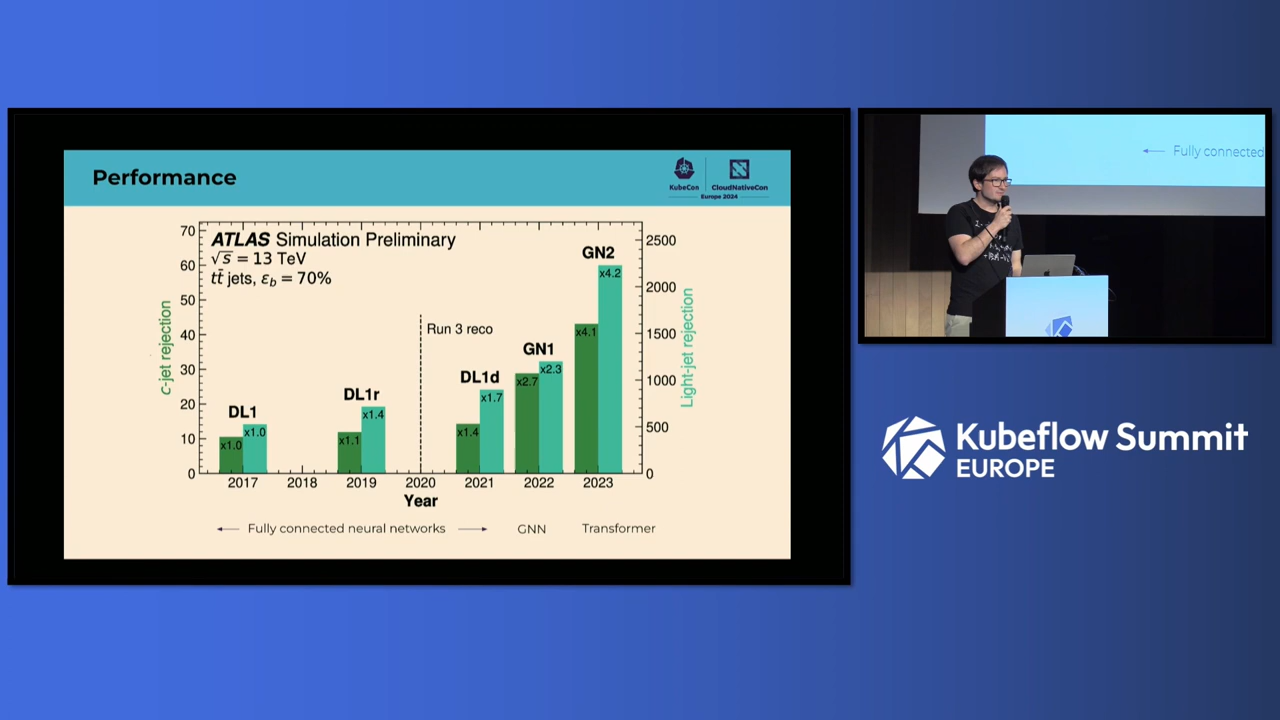 Performance
KubeCon
CloudNativeCon
Europe 2024
ATLAS Simulation Preliminary
√s = 13 TeV
tt̄ jets, εb = 70%
c-jet rejection
Light-jet rejection
70
60
50
40
30
20
10
0
2500
2000
1500
1000
500
0
Run 3 reco
DL1
x1.0
x1.0
DL1r
x1.1
x1.4
DL1d
x1.4
x1.7
GN1
x2.7
x2.3
GN2
x4.1
x4.2
2017 2018 2019 2020 2021 2022 2023
Year
← Fully connected neural networks → GNN Transformer
← Fully connected
Kubeflow Summit
EUROPE